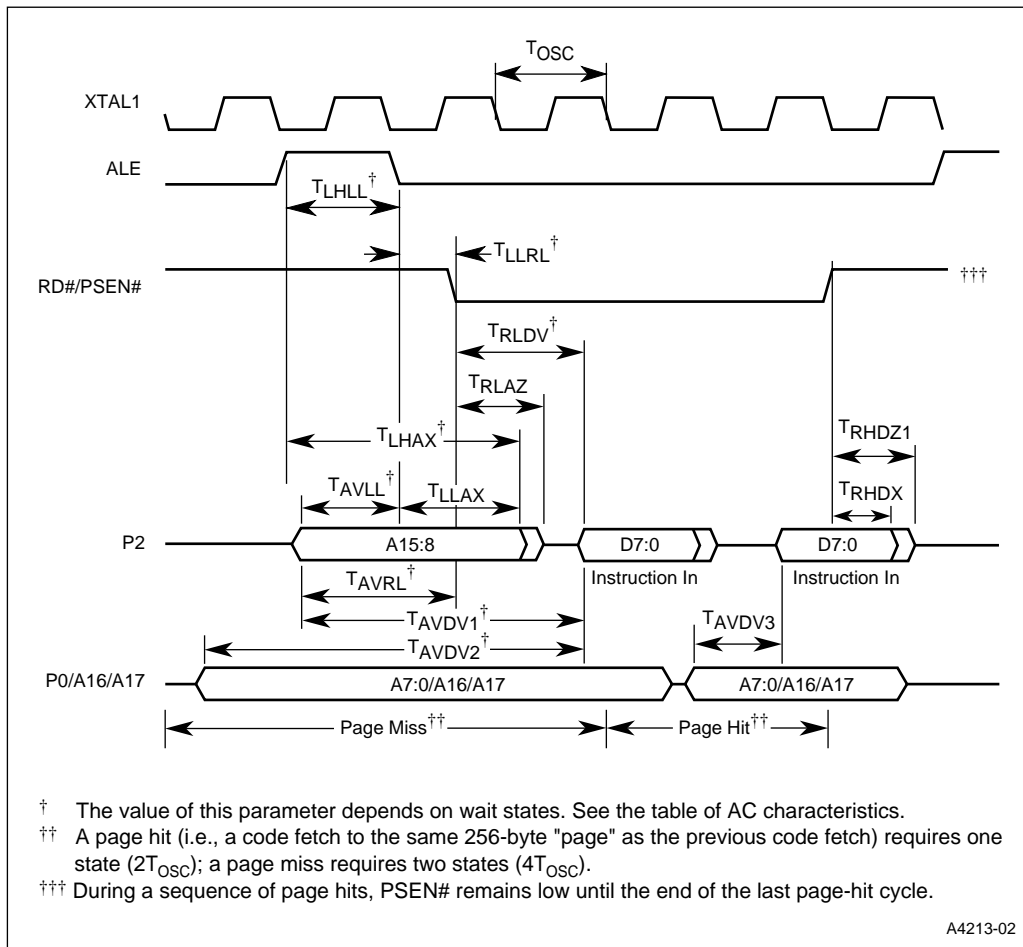 TOSC
XTAL1
ALE
TLHLL†
TLLRL†
RD#/PSEN#
†††
TRLDV†
TRLAZ
TLHAX†
TRHDZ1
TAVLL†
TLLAX
TRHDX
P2
A15:8
D7:0
D7:0
Instruction In
Instruction In
TAVRL†
TAVDV1†
TAVDV3
TAVDV2†
P0/A16/A17
A7:0/A16/A17
A7:0/A16/A17
Page Miss††
Page Hit††
† The value of this parameter depends on wait states. See the table of AC characteristics.
†† A page hit (i.e., a code fetch to the same 256-byte "page" as the previous code fetch) requires one
state (2TOSC); a page miss requires two states (4TOSC).
††† During a sequence of page hits, PSEN# remains low until the end of the last page-hit cycle.
A4213-02